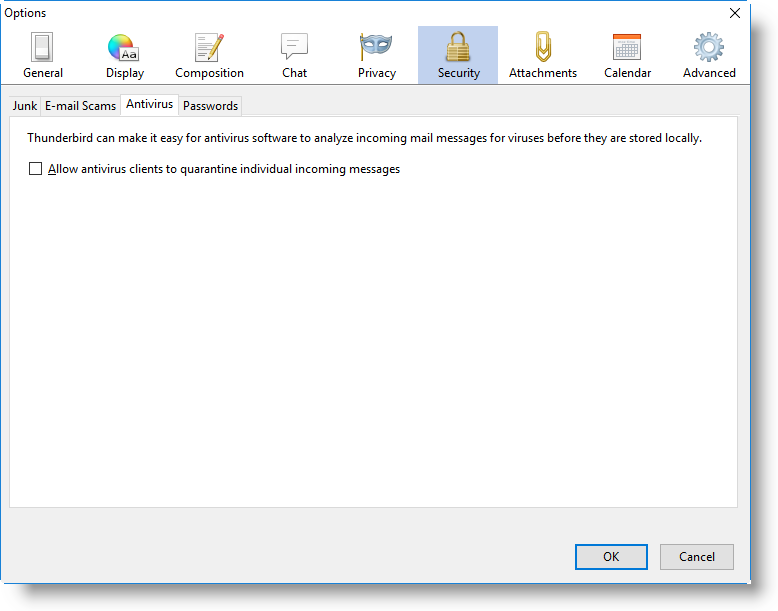 Options
Aa
General Display Composition Chat Privacy Security Attachments Calendar Advanced
Junk E-mail Scams Antivirus Passwords
Thunderbird can make it easy for antivirus software to analyze incoming mail messages for viruses before they are stored locally.
Allow antivirus clients to quarantine individual incoming messages
OK Cancel